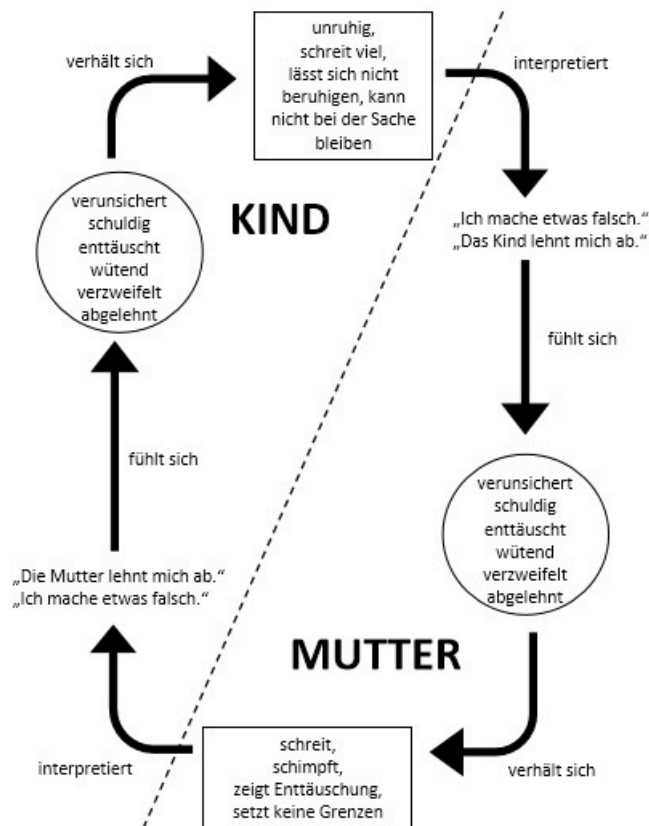 verhält sich
unruhig,
schreit viel,
lässt sich nicht
beruhigen, kann
nicht bei der Sache
bleiben
interpretiert
„Ich mache etwas falsch.“
„Das Kind lehnt mich ab.“
fühlt sich
verunsichert
schuldig
enttäuscht
wütend
verzweifelt
abgelehnt
MUTTER
verhält sich
schreit,
schimpft,
zeigt Enttäuschung,
setzt keine Grenzen
interpretiert
„Die Mutter lehnt mich ab.“
„Ich mache etwas falsch.“
fühlt sich
verunsichert
schuldig
enttäuscht
wütend
verzweifelt
abgelehnt
KIND